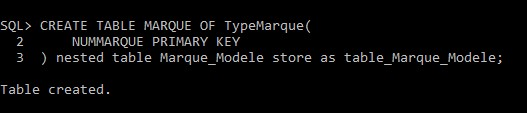 SQL> CREATE TABLE MARQUE OF TypeMarque(
  2      NUMMARQUE PRIMARY KEY
  3  ) nested table Marque_Modele store as table_Marque_Modele;
Table created.